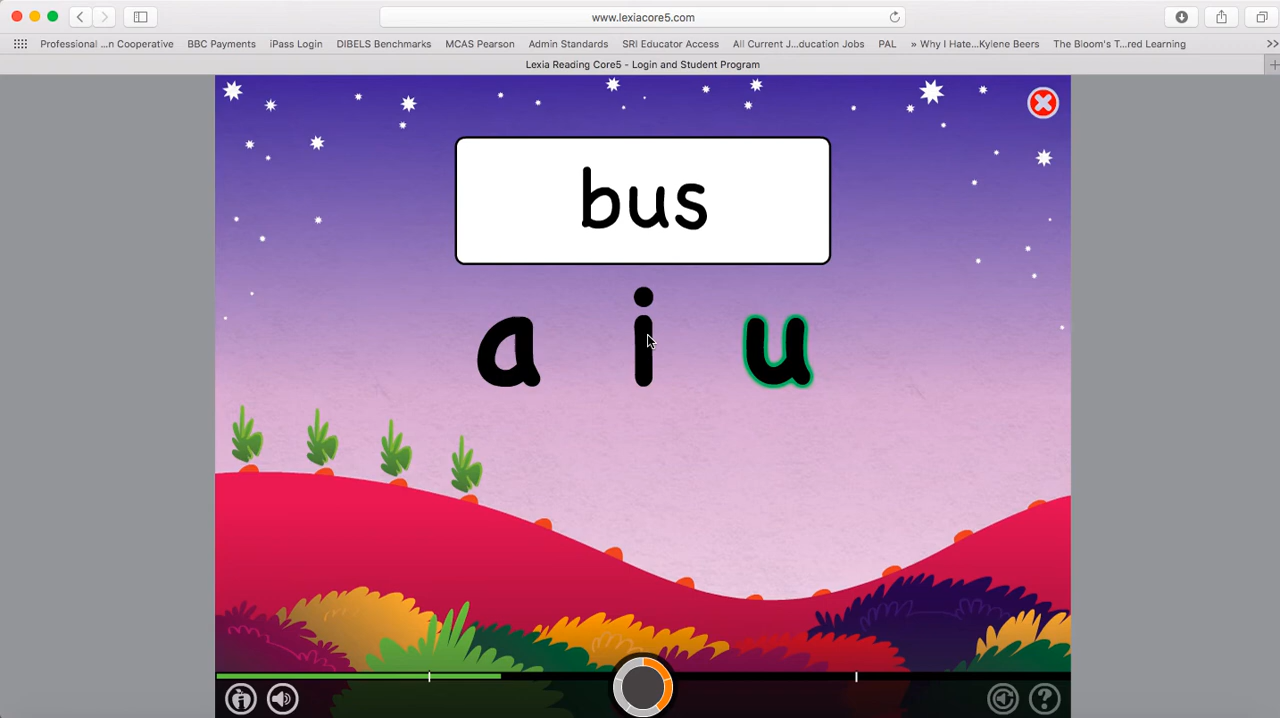 www.lexiacore5.com
Professional ...n Cooperative BBC Payments iPass Login DIBELS Benchmarks MCAS Pearson Admin Standards SRI Educator Access All Current J...ducation Jobs PAL » Why I Hate...Kylene Beers The Bloom's T...red Learning »
Lexia Reading Core5 - Login and Student Program
bus
a i u
i ?